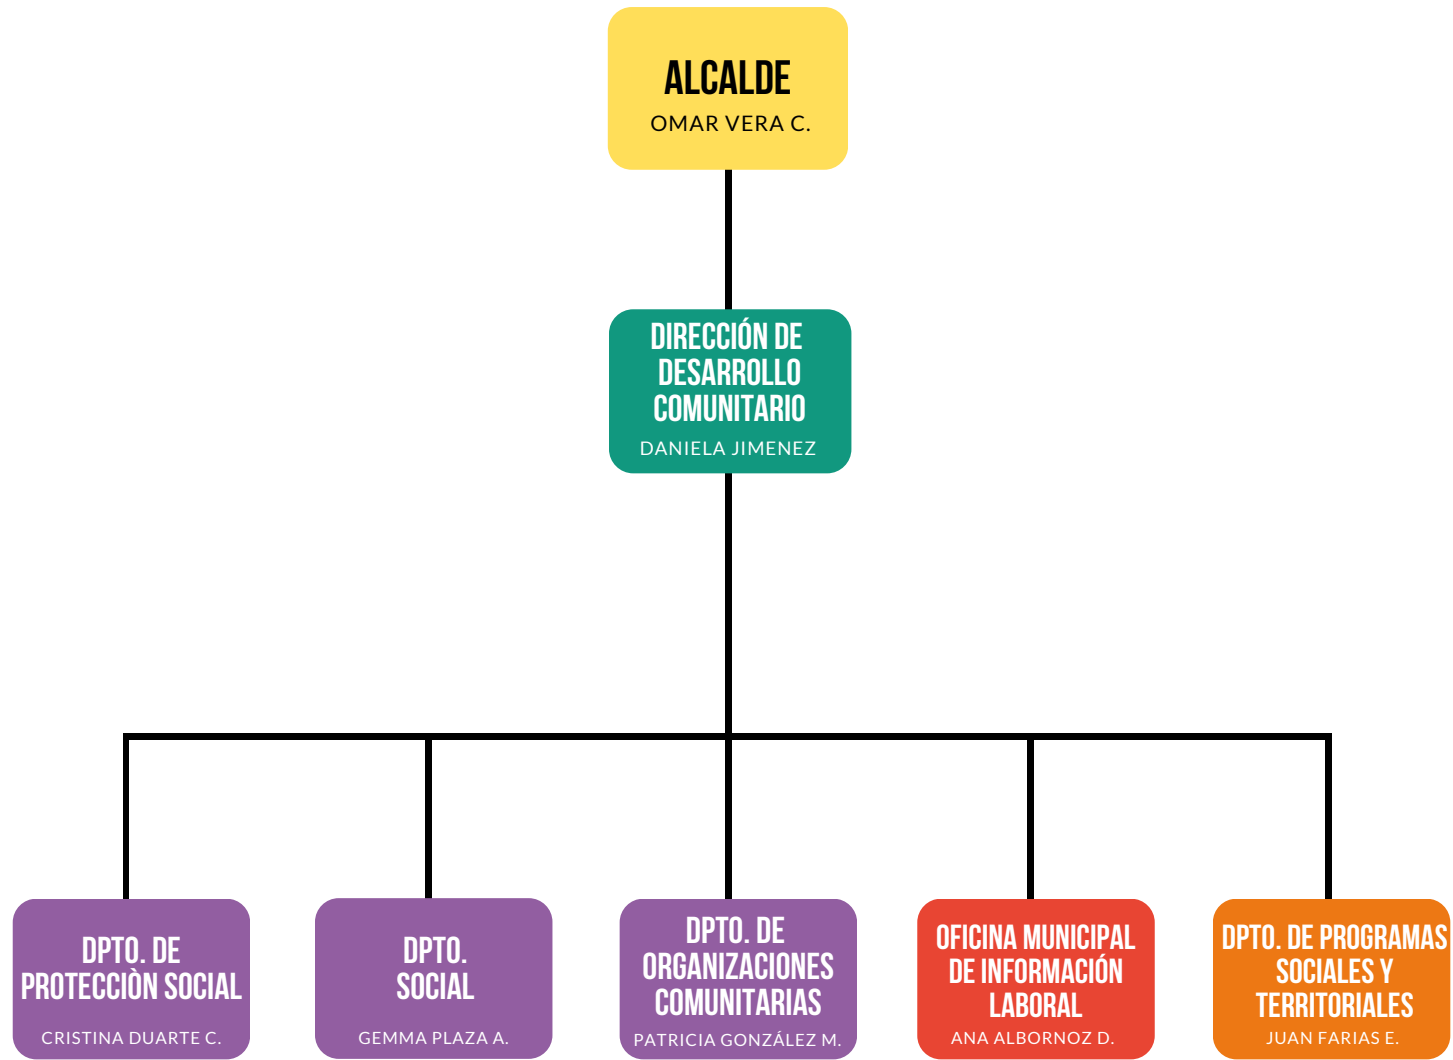 ALCALDE
OMAR VERA C.
DIRECCIÓN DE
DESARROLLO
COMUNITARIO
DANIELA JIMENEZ
DPTO. DE
PROTECCIÒN SOCIAL
CRISTINA DUARTE C.
DPTO.
SOCIAL
GEMMA PLAZA A.
DPTO. DE
ORGANIZACIONES
COMUNITARIAS
PATRICIA GONZÁLEZ M.
OFICINA MUNICIPAL
DE INFORMACIÓN
LABORAL
ANA ALBORNOZ D.
DPTO. DE PROGRAMAS
SOCIALES Y
TERRITORIALES
JUAN FARIAS E.